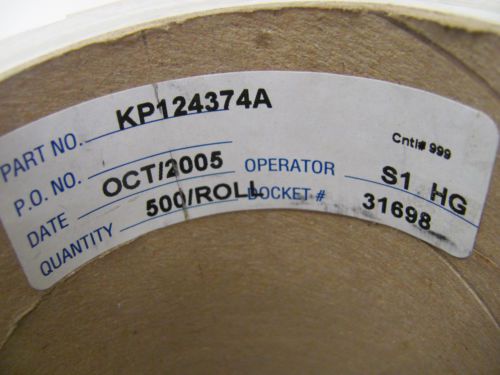 PART NO. KP124374A
P.O. NO. Cntl# 999
DATE OCT/2005 OPERATOR S1 HG
QUANTITY 500/ROLL DOCKET # 31698